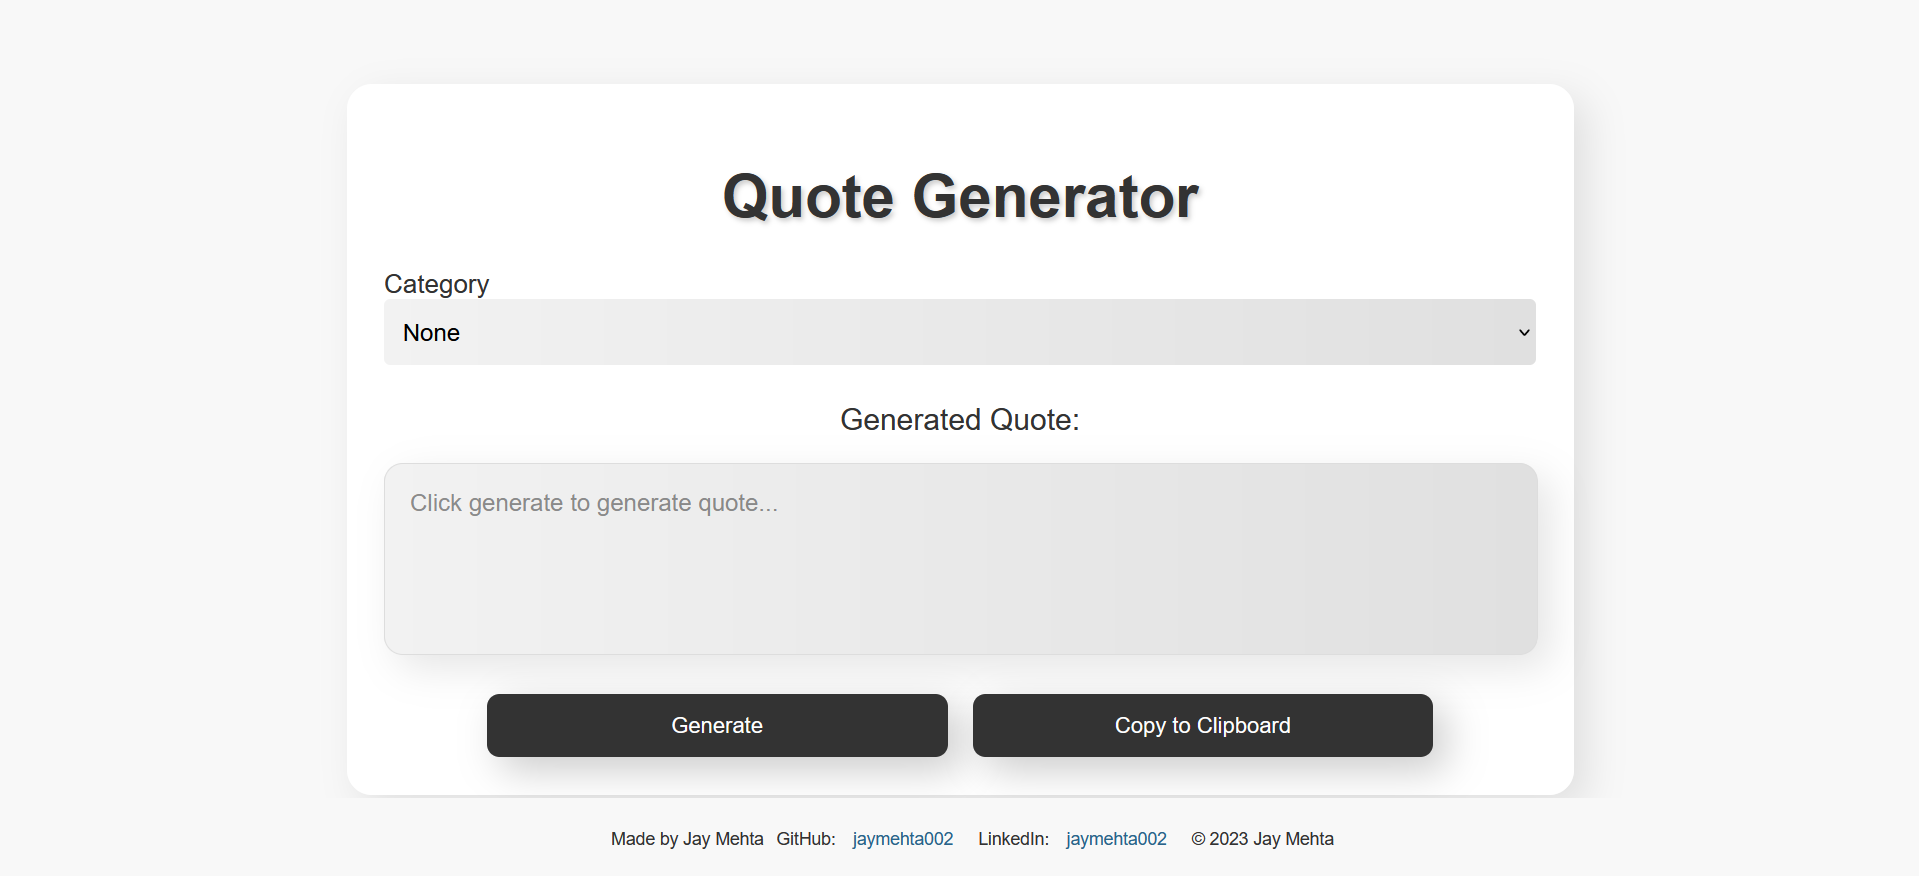 Quote Generator
Category
None
Generated Quote:
Click generate to generate quote...
Generate
Copy to Clipboard
Made by Jay Mehta GitHub: jaymehta002 LinkedIn: jaymehta002 © 2023 Jay Mehta